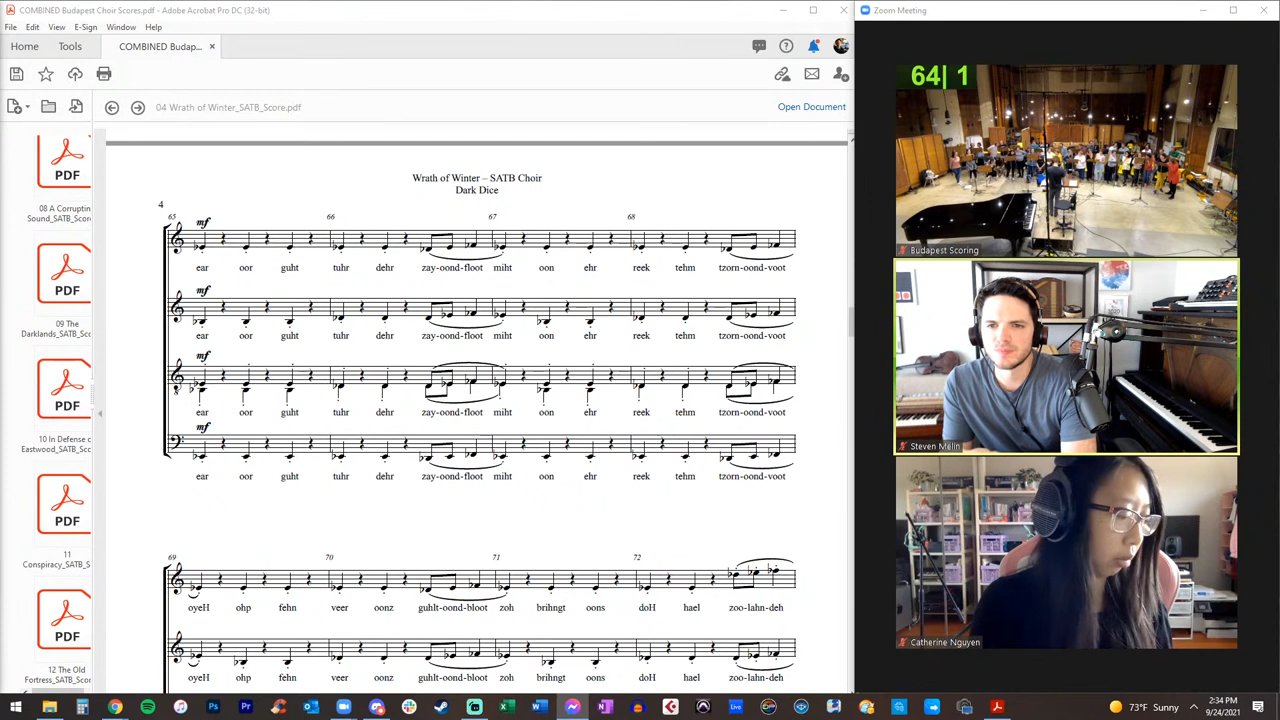 COMBINED Budapest Choir Scores.pdf - Adobe Acrobat Pro DC (32-bit)
File Edit View E-Sign Window Help
Home Tools COMBINED Budap...
04 Wrath of Winter_SATB_Score.pdf
Open Document
PDF
08 A Corruptin
Sound_SATB_Score
PDF
09 The
Darklands_SATB_Sco
PDF
10 In Defense o
Eastwood_SATB_Sco
PDF
11
Conspiracy_SATB_Sc
PDF
12 The Old
Fortress_SATB_Sco
Wrath of Winter – SATB Choir
Dark Dice
4
65 66 67 68
mf
ear oor guht tuhr dehr zay-oond-floot miht oon ehr reek tehm tzorn-oond-voot
mf
ear oor guht tuhr dehr zay-oond-floot miht oon ehr reek tehm tzorn-oond-voot
mf
8
ear oor guht tuhr dehr zay-oond-floot miht oon ehr reek tehm tzorn-oond-voot
mf
ear oor guht tuhr dehr zay-oond-floot miht oon ehr reek tehm tzorn-oond-voot
69 70 71 72
oyeH ohp fehn veer oonz guhlt-oond-bloot zoh brihngt oons doH hael zoo-lahn-deh
oyeH ohp fehn veer oonz guhlt-oond-bloot zoh brihngt oons doH hael zoo-lahn-deh
Zoom Meeting
64| 1
Budapest Scoring
Steven Melin
Catherine Nguyen
73°F Sunny
2:34 PM
9/24/2021